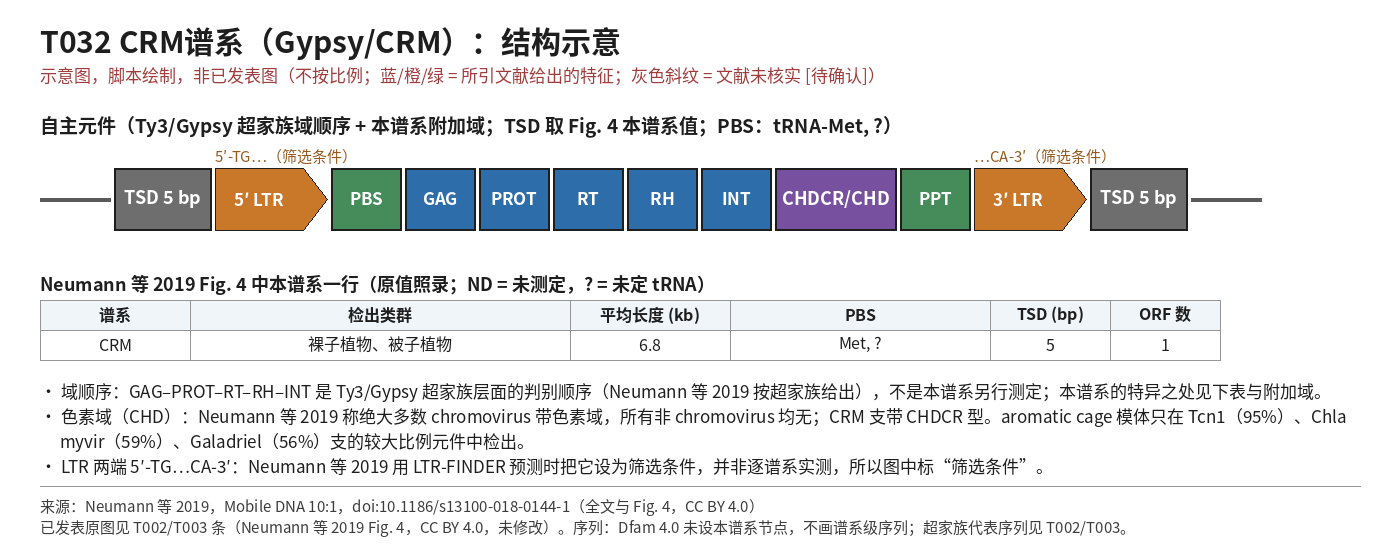 T032 CRM谱系（Gypsy/CRM）：结构示意
示意图，脚本绘制，非已发表图（不按比例；蓝/橙/绿 = 所引文献给出的特征；灰色斜纹 = 文献未核实 [待确认]）
自主元件（Ty3/Gypsy 超家族域顺序 + 本谱系附加域；TSD 取 Fig. 4 本谱系值；PBS：tRNA-Met, ?）
5′-TG…（筛选条件） …CA-3′（筛选条件）
TSD 5 bp 5′ LTR PBS GAG PROT RT RH INT CHDCR/CHD PPT 3′ LTR TSD 5 bp
Neumann 等 2019 Fig. 4 中本谱系一行（原值照录；ND = 未测定，? = 未定 tRNA）
谱系 检出类群 平均长度 (kb) PBS TSD (bp) ORF 数
CRM 裸子植物、被子植物 6.8 Met, ? 5 1
・ 域顺序：GAG–PROT–RT–RH–INT 是 Ty3/Gypsy 超家族层面的判别顺序（Neumann 等 2019 按超家族给出），不是本谱系另行测定；本谱系的特异之处见下表与附加域。
・ 色素域（CHD）：Neumann 等 2019 称绝大多数 chromovirus 带色素域，所有非 chromovirus 均无；CRM 支带 CHDCR 型。aromatic cage 模体只在 Tcn1（95%）、Chla
myvir（59%）、Galadriel（56%）支的较大比例元件中检出。
・ LTR 两端 5′-TG…CA-3′：Neumann 等 2019 用 LTR-FINDER 预测时把它设为筛选条件，并非逐谱系实测，所以图中标“筛选条件”。
来源：Neumann 等 2019，Mobile DNA 10:1，doi:10.1186/s13100-018-0144-1（全文与 Fig. 4，CC BY 4.0）
已发表原图见 T002/T003 条（Neumann 等 2019 Fig. 4，CC BY 4.0，未修改）。序列：Dfam 4.0 未设本谱系节点，不画谱系级序列；超家族代表序列见 T002/T003。